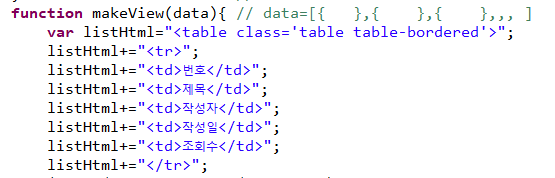 function makeView(data){ // data=[{   },{    },{    },,, ]
var listHtml="<table class='table table-bordered'>";
listHtml+="<tr>";
listHtml+="<td>번호</td>";
listHtml+="<td>제목</td>";
listHtml+="<td>작성자</td>";
listHtml+="<td>작성일</td>";
listHtml+="<td>조회수</td>";
listHtml+="</tr>";